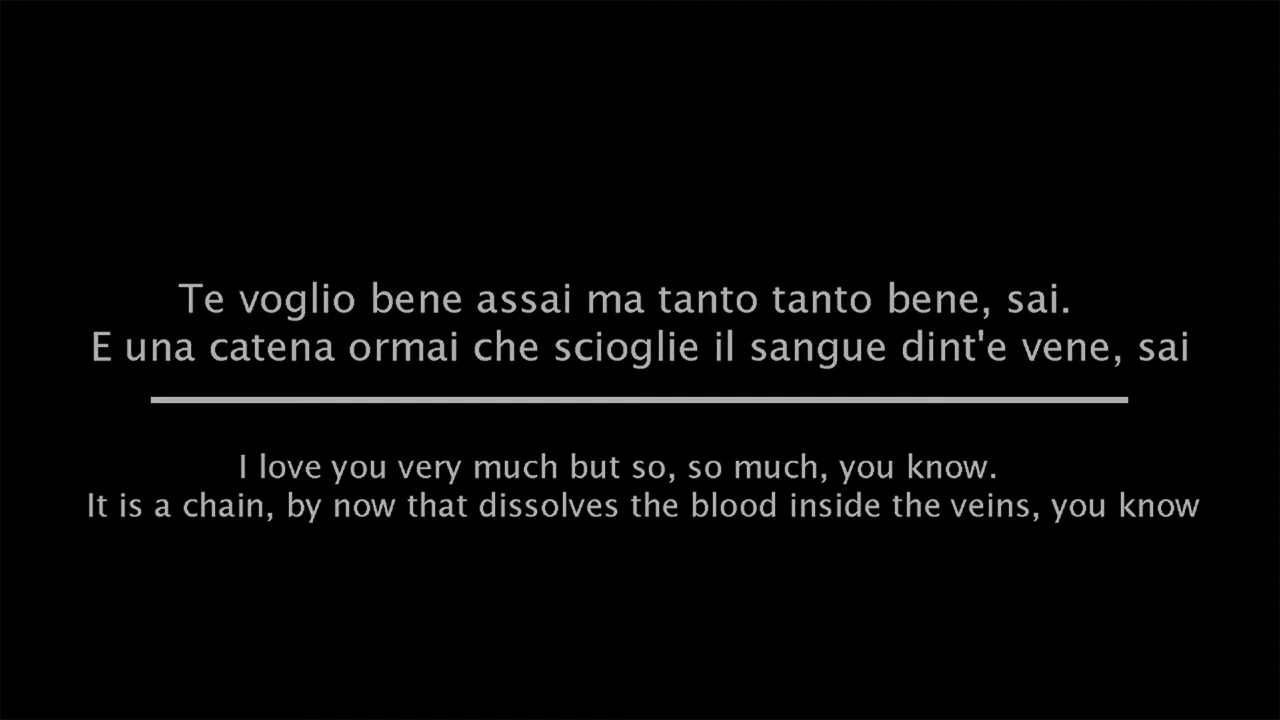 Te voglio bene assai ma tanto tanto bene, sai.
E una catena ormai che scioglie il sangue dint'e vene, sai
I love you very much but so, so much, you know.
It is a chain, by now that dissolves the blood inside the veins, you know